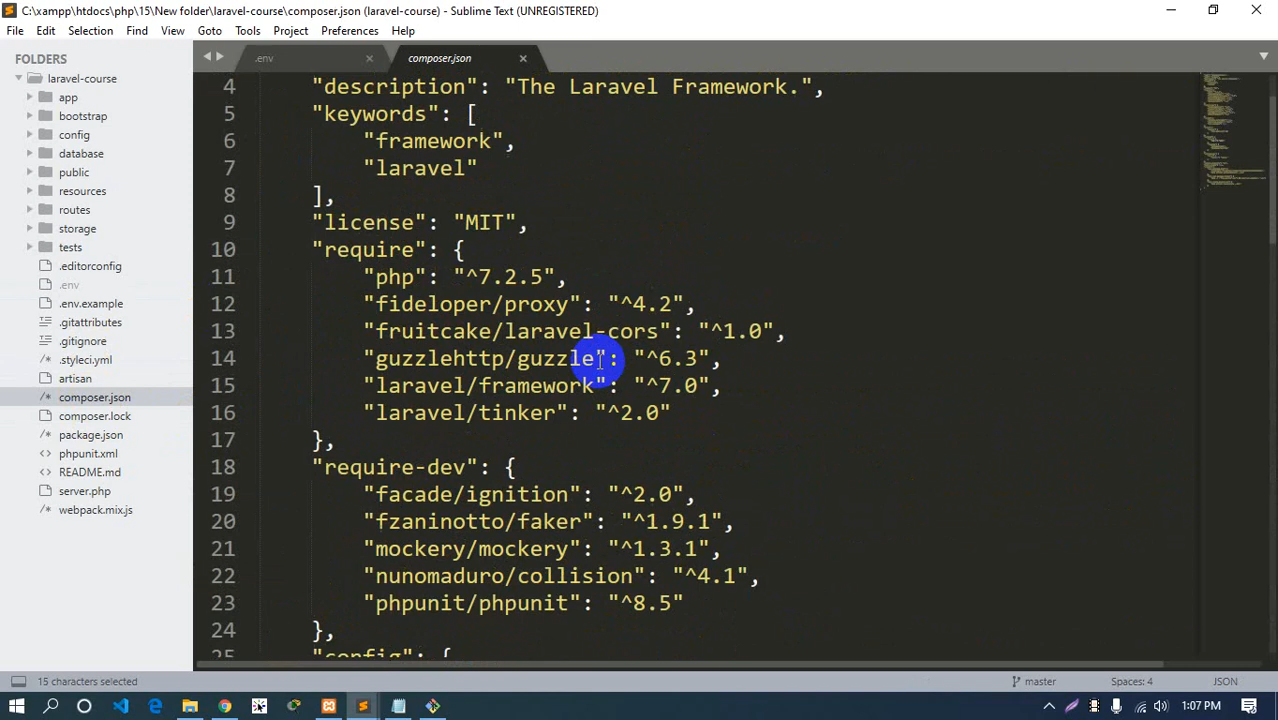 C:\xampp\htdocs\php\15\New folder\laravel-course\composer.json (laravel-course) - Sublime Text (UNREGISTERED)
File Edit Selection Find View Goto Tools Project Preferences Help
FOLDERS
laravel-course
app
bootstrap
config
database
public
resources
routes
storage
tests
.editorconfig
.env
.env.example
.gitattributes
.gitignore
.styleci.yml
artisan
composer.json
composer.lock
package.json
phpunit.xml
README.md
server.php
webpack.mix.js
.env composer.json
4 "description": "The Laravel Framework.",
5 "keywords": [
6 "framework",
7 "laravel"
8 ],
9 "license": "MIT",
10 "require": {
11 "php": "^7.2.5",
12 "fideloper/proxy": "^4.2",
13 "fruitcake/laravel-cors": "^1.0",
14 "guzzlehttp/guzzle": "^6.3",
15 "laravel/framework": "^7.0",
16 "laravel/tinker": "^2.0"
17 },
18 "require-dev": {
19 "facade/ignition": "^2.0",
20 "fzaninotto/faker": "^1.9.1",
21 "mockery/mockery": "^1.3.1",
22 "nunomaduro/collision": "^4.1",
23 "phpunit/phpunit": "^8.5"
24 },
25 "config": {
15 characters selected master Spaces: 4 JSON
1:07 PM